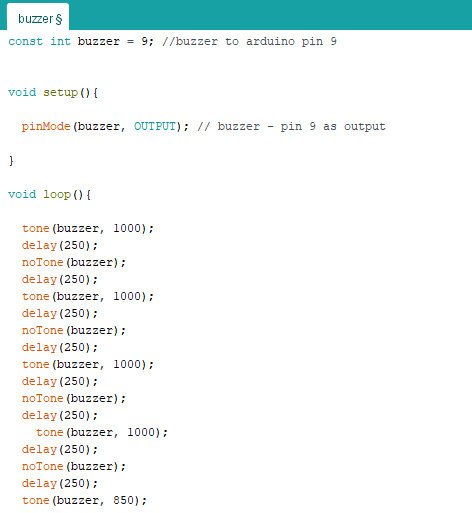 buzzer §
const int buzzer = 9; //buzzer to arduino pin 9
void setup(){
pinMode(buzzer, OUTPUT); // buzzer - pin 9 as output
}
void loop(){
tone(buzzer, 1000);
delay(250);
noTone(buzzer);
delay(250);
tone(buzzer, 1000);
delay(250);
noTone(buzzer);
delay(250);
tone(buzzer, 1000);
delay(250);
noTone(buzzer);
delay(250);
tone(buzzer, 1000);
delay(250);
noTone(buzzer);
delay(250);
tone(buzzer, 850);